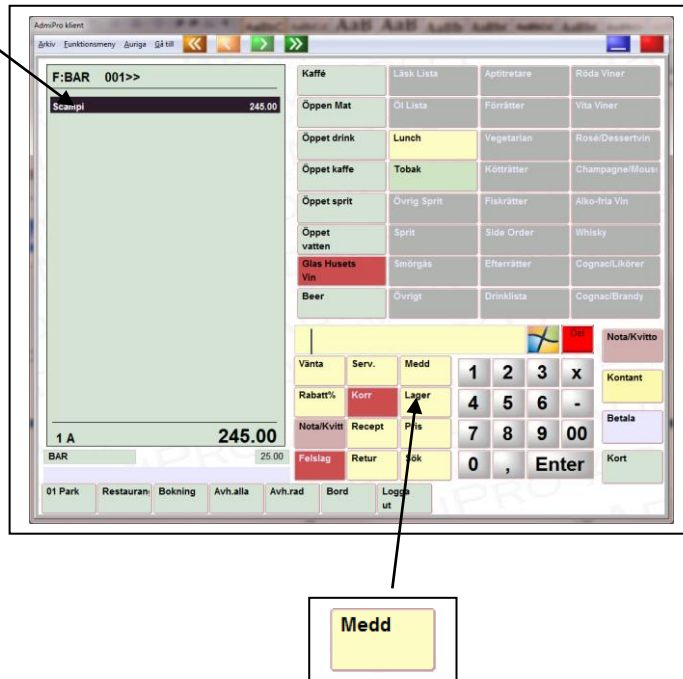 AdmiPro klient
Arkiv Funktionsmeny Auriga Gå till
F:BAR 001>>
Scampi 245.00
1 A 245.00
BAR 25.00
Kaffé Läsk Lista Aptitretare Röda Viner
Öppen Mat Öl Lista Förrätter Vita Viner
Öppet drink Lunch Vegetarian Rosé/Dessertvin
Öppet kaffe Tobak Kötträtter Champagne/Mous
Öppet sprit Övrig Sprit Fiskrätter Alko-fria Vin
Öppet vatten Sprit Side Order Whisky
Glas Husets Vin Smörgås Efterrätter Cognac/Likörer
Beer Övrigt Drinklista Cognac/Brandy
Del Nota/Kvitto
Vänta Serv. Medd 1 2 3 x Kontant
Rabatt% Korr Lager 4 5 6 -
Nota/Kvitt Recept Pris 7 8 9 00 Betala
Felslag Retur Sök 0 , Enter Kort
01 Park Restauran Bokning Avh.alla Avh.rad Bord Logga ut
Medd